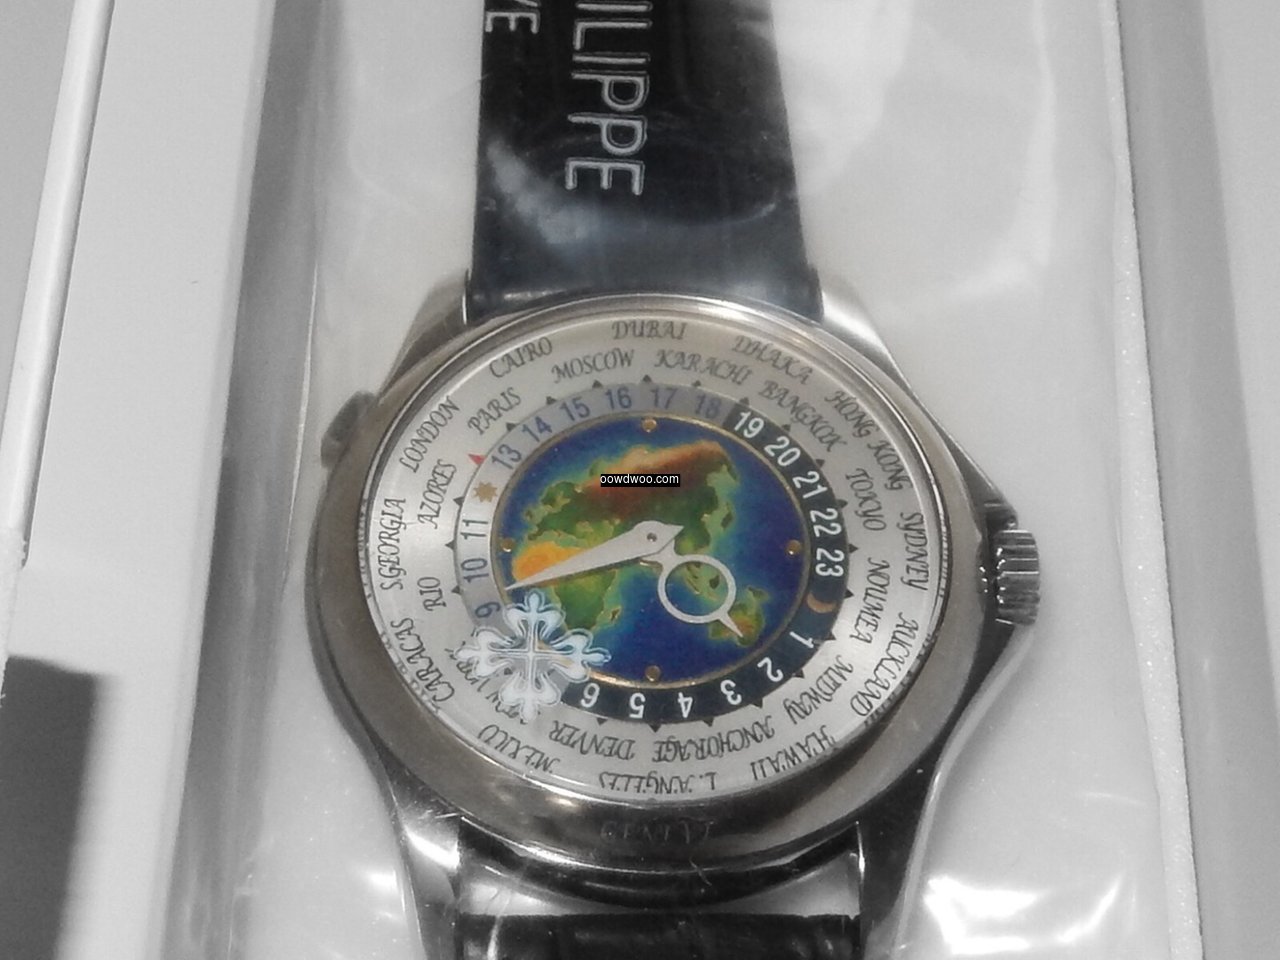 PHILIPPE
DUBAI
DHAKA
HONG KONG
SYDNEY
AUCKLAND
HAWAII
L.ANGELES
MEXICO
CARACAS
S.GEORGIA
LONDON
CAIRO
MOSCOW
KARACHI
BANGKOK
TOKYO
NOUMEA
MIDWAY
ANCHORAGE
DENVER
RIO
AZORES
PARIS
13 14 15 16 17 18 19 20 21 22 23
1 2 3 4 5 6
9 10 11
oowdwoo.com